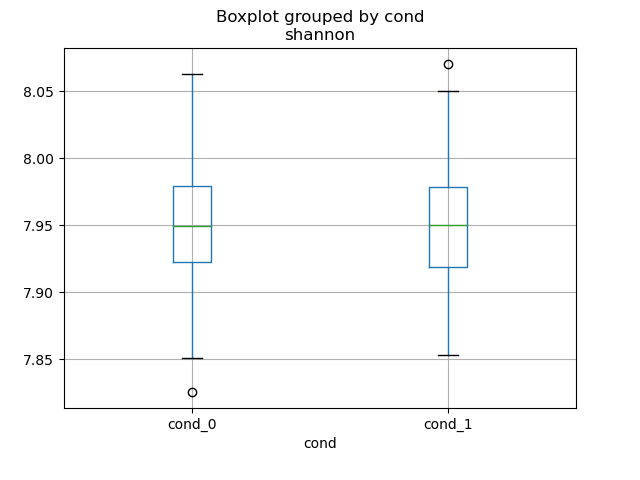 Boxplot grouped by cond
shannon
8.05
8.00
7.95
7.90
7.85
cond_0
cond_1
cond